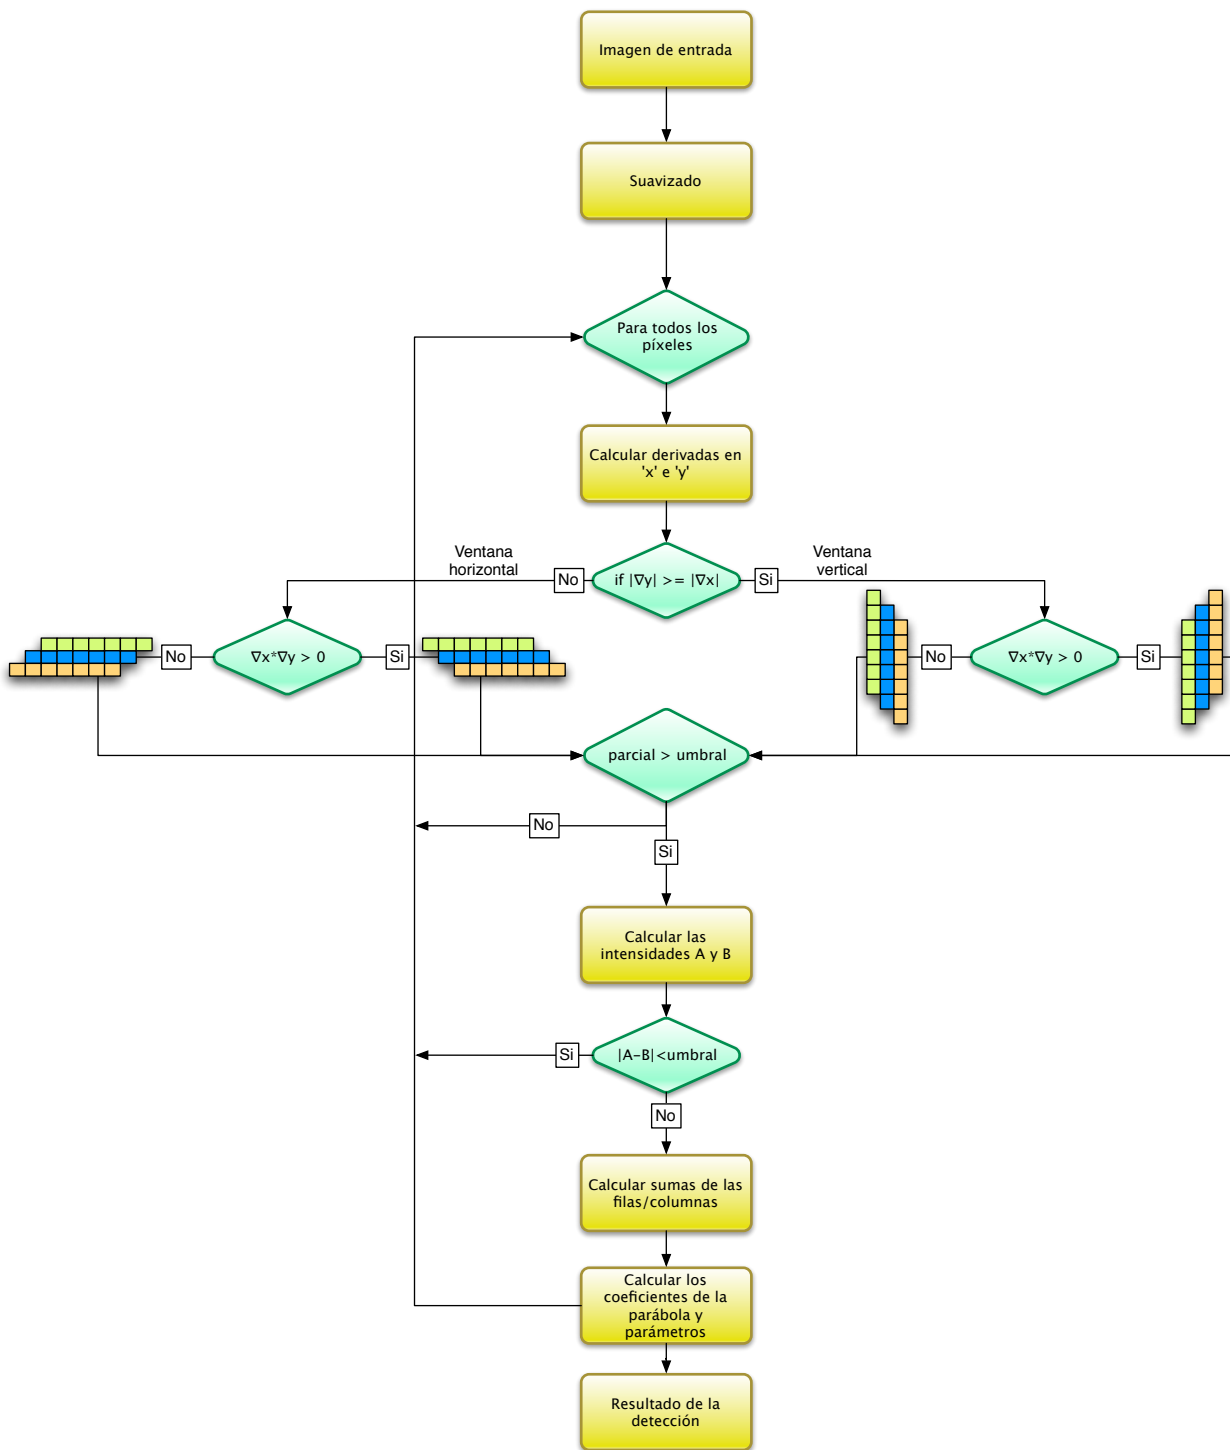 Imagen de entrada
Suavizado
Para todos los
píxeles
Calcular derivadas en
'x' e 'y'
Ventana
horizontal
No
if |∇y| >= |∇x|
Si
Ventana
vertical
No
∇x*∇y > 0
Si
No
∇x*∇y > 0
Si
parcial > umbral
No
Si
Calcular las
intensidades A y B
Si
|A-B|<umbral
No
Calcular sumas de las
filas/columnas
Calcular los
coeficientes de la
parábola y
parámetros
Resultado de la
detección